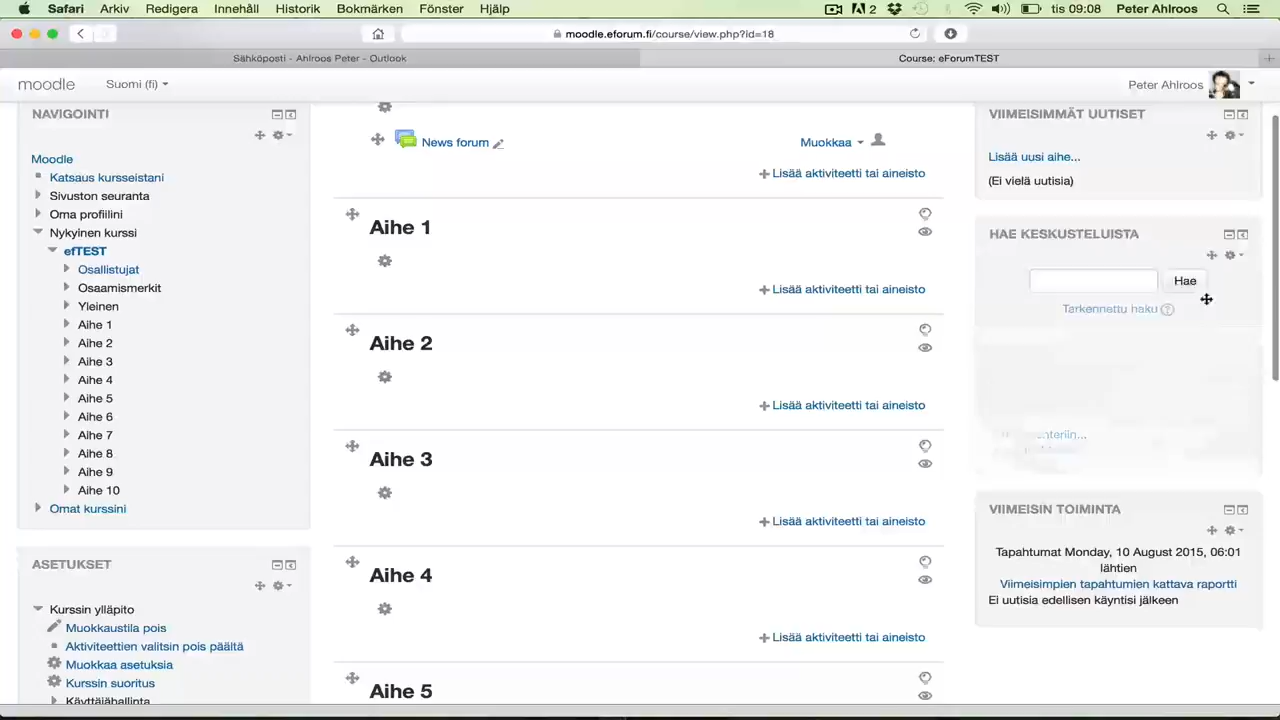 Safari Arkiv Redigera Innehåll Historik Bokmärken Fönster Hjälp 2 tis 09:08 Peter Ahlroos
moodle.eforum.fi/course/view.php?id=18
Sähköposti - Ahlroos Peter - Outlook
Course: eForumTEST
moodle Suomi (fi) Peter Ahlroos
NAVIGOINTI
Moodle
Katsaus kursseistani
Sivuston seuranta
Oma profiilini
Nykyinen kurssi
efTEST
Osallistujat
Osaamismerkit
Yleinen
Aihe 1
Aihe 2
Aihe 3
Aihe 4
Aihe 5
Aihe 6
Aihe 7
Aihe 8
Aihe 9
Aihe 10
Omat kurssini
ASETUKSET
Kurssin ylläpito
Muokkaustila pois
Aktiviteettien valitsin pois päältä
Muokkaa asetuksia
Kurssin suoritus
Käyttäjähallinta
News forum Muokkaa
Lisää aktiviteetti tai aineisto
Aihe 1
Lisää aktiviteetti tai aineisto
Aihe 2
Lisää aktiviteetti tai aineisto
Aihe 3
Lisää aktiviteetti tai aineisto
Aihe 4
Lisää aktiviteetti tai aineisto
Aihe 5
VIIMEISIMMÄT UUTISET
Lisää uusi aihe...
(Ei vielä uutisia)
HAE KESKUSTELUISTA
Hae
Tarkennettu haku
VIIMEISIN TOIMINTA
Tapahtumat Monday, 10 August 2015, 06:01
lähtien
Viimeisimpien tapahtumien kattava raportti
Ei uutisia edellisen käyntisi jälkeen